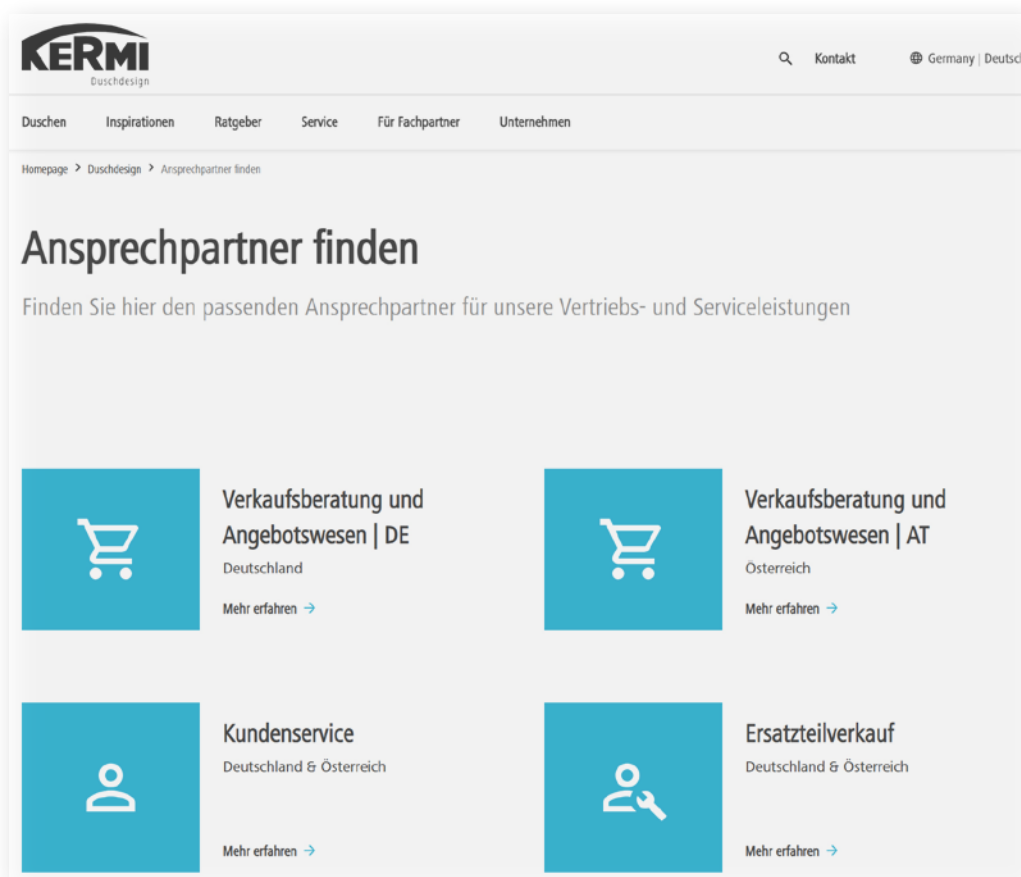 KERMI
Duschdesign
Kontakt
Germany | Deutsch
Duschen Inspirationen Ratgeber Service Für Fachpartner Unternehmen
Homepage > Duschdesign > Ansprechpartner finden
Ansprechpartner finden
Finden Sie hier den passenden Ansprechpartner für unsere Vertriebs- und Serviceleistungen
Verkaufsberatung und
Angebotswesen | DE
Deutschland
Mehr erfahren →
Verkaufsberatung und
Angebotswesen | AT
Österreich
Mehr erfahren →
Kundenservice
Deutschland & Österreich
Mehr erfahren →
Ersatzteilverkauf
Deutschland & Österreich
Mehr erfahren →